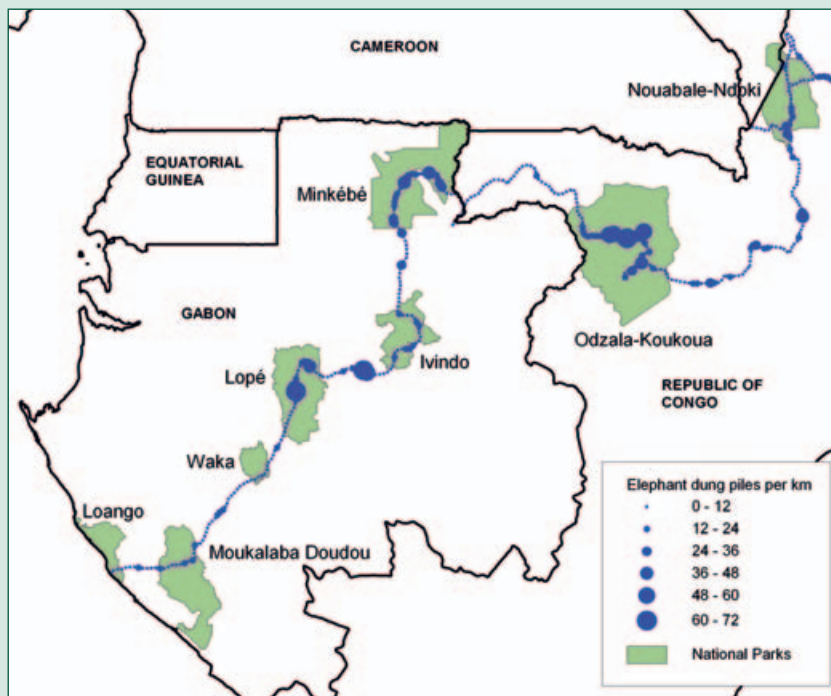 CAMEROON
Nouabale-Ndoki
EQUATORIAL
GUINEA
Minkébé
GABON
Odzala-Koukoua
Ivindo
Lopé
REPUBLIC OF
CONGO
Waka
Loango
Moukalaba Doudou
Elephant dung piles per km
0 - 12
12 - 24
24 - 36
36 - 48
48 - 60
60 - 72
National Parks